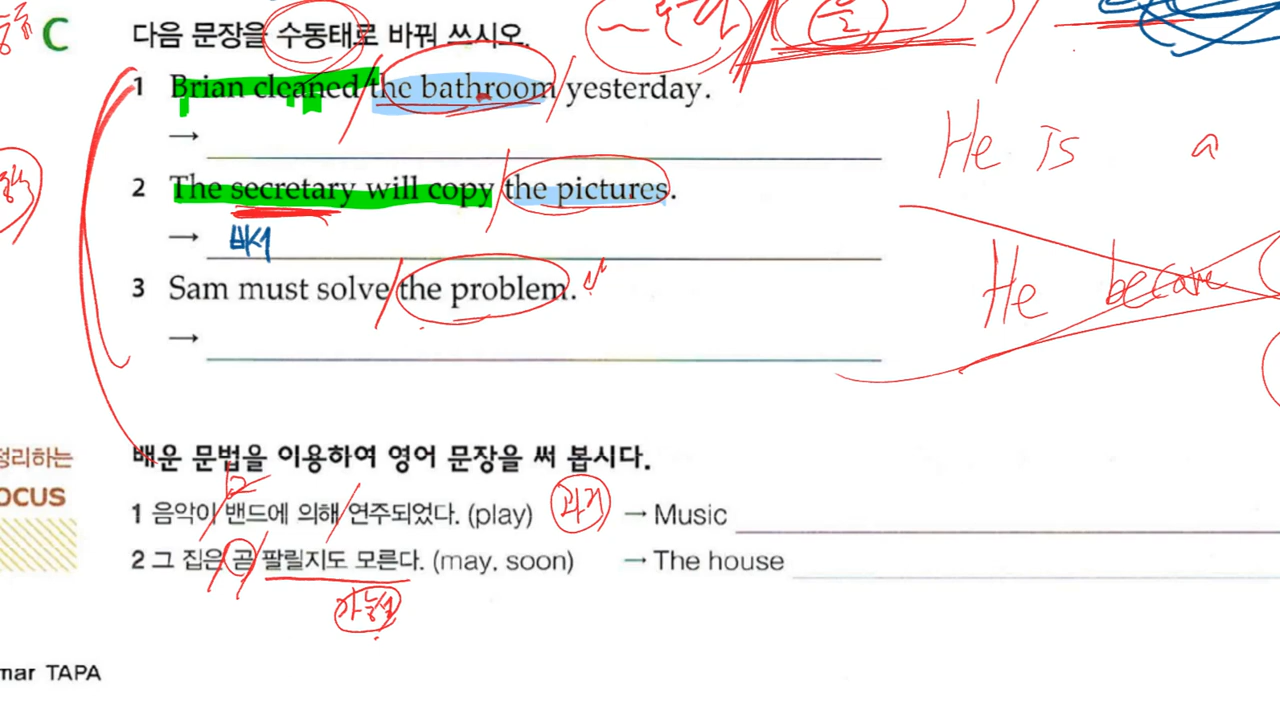 C 다음 문장을 수동태로 바꿔 쓰시오.
1 Brian cleaned the bathroom yesterday.
→
He is a
2 The secretary will copy the pictures.
→ 비서
3 Sam must solve the problem.
He became
→
정리하는
배운 문법을 이용하여 영어 문장을 써 봅시다.
OCUS
1 음악이 밴드에 의해 연주되었다. (play) 과거 → Music
2 그 집은 곧 팔릴지도 모른다. (may, soon) → The house
가능성
mar TAPA